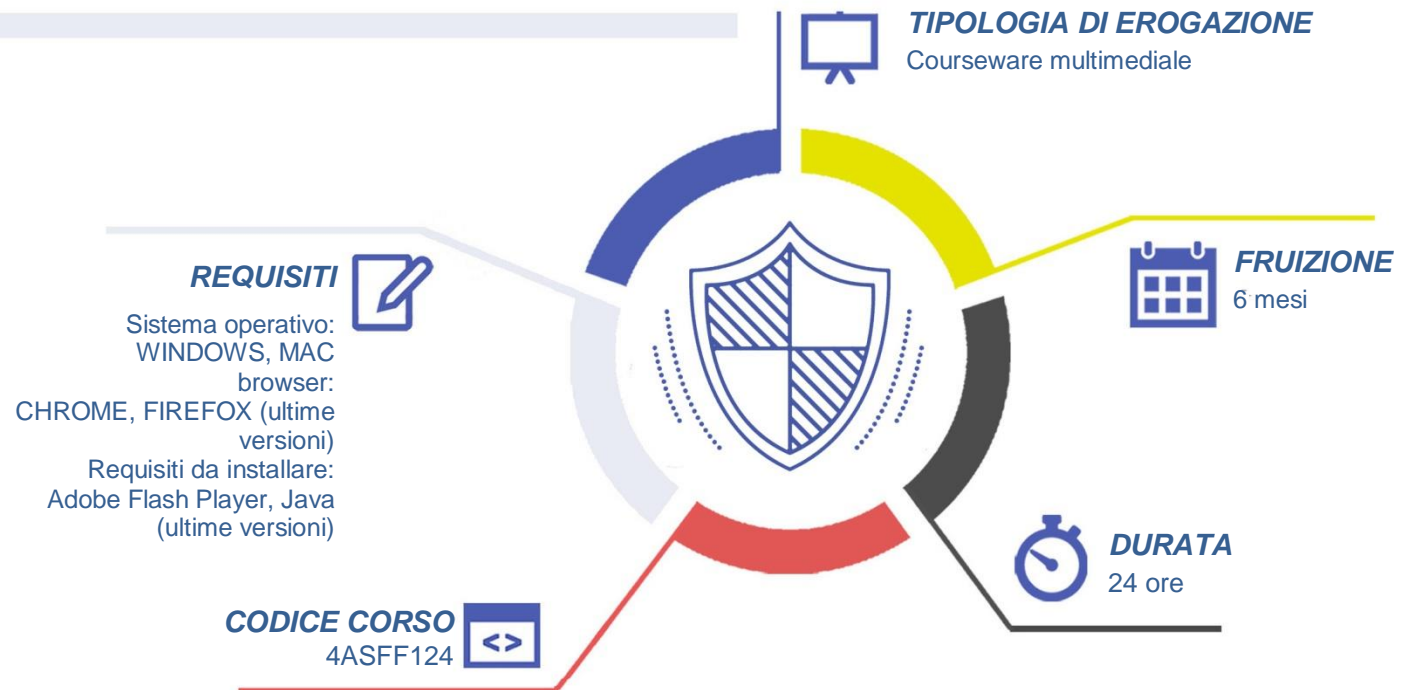 TIPOLOGIA DI EROGAZIONE
Courseware multimediale
REQUISITI
Sistema operativo:
WINDOWS, MAC
browser:
CHROME, FIREFOX (ultime
versioni)
Requisiti da installare:
Adobe Flash Player, Java
(ultime versioni)
FRUIZIONE
6 mesi
DURATA
24 ore
CODICE CORSO
4ASFF124
<>